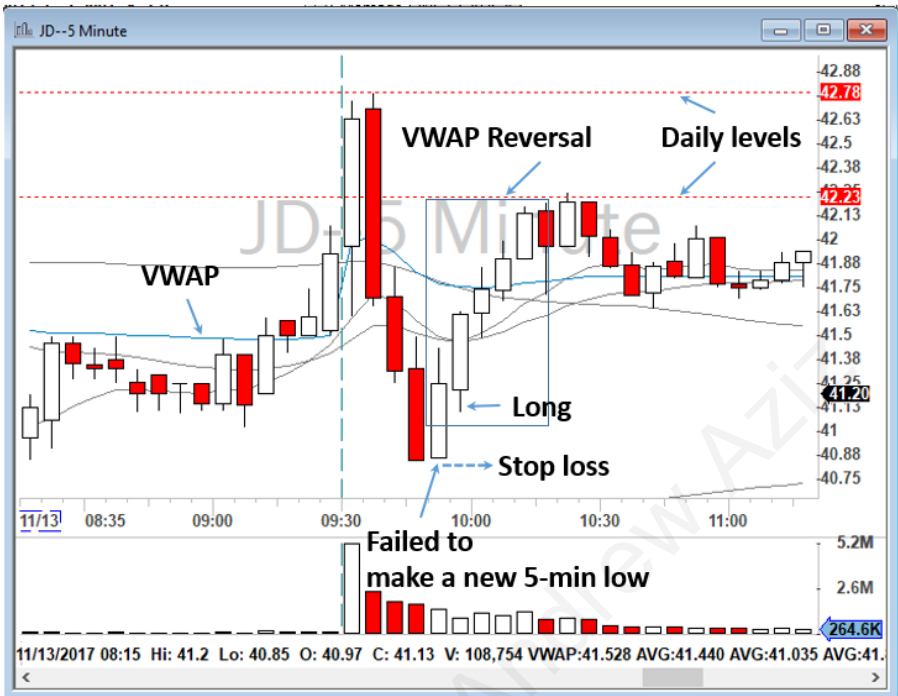 JD--5 Minute
42.88
42.78
42.63
42.5
42.38
42.23
42.13
42
41.88
41.75
41.63
41.5
41.38
41.25
41.20
41.13
41
40.88
40.75
VWAP Reversal
Daily levels
JD--5 Minute
VWAP
Long
Stop loss
11/13 08:35 09:00 09:30 10:00 10:30 11:00
Failed to
make a new 5-min low
5.2M
2.6M
264.6K
Andrew Aziz
11/13/2017 08:15 Hi: 41.2 Lo: 40.85 O: 40.97 C: 41.13 V: 108,754 VWAP:41.528 AVG:41.440 AVG:41.035 AVG:41.8